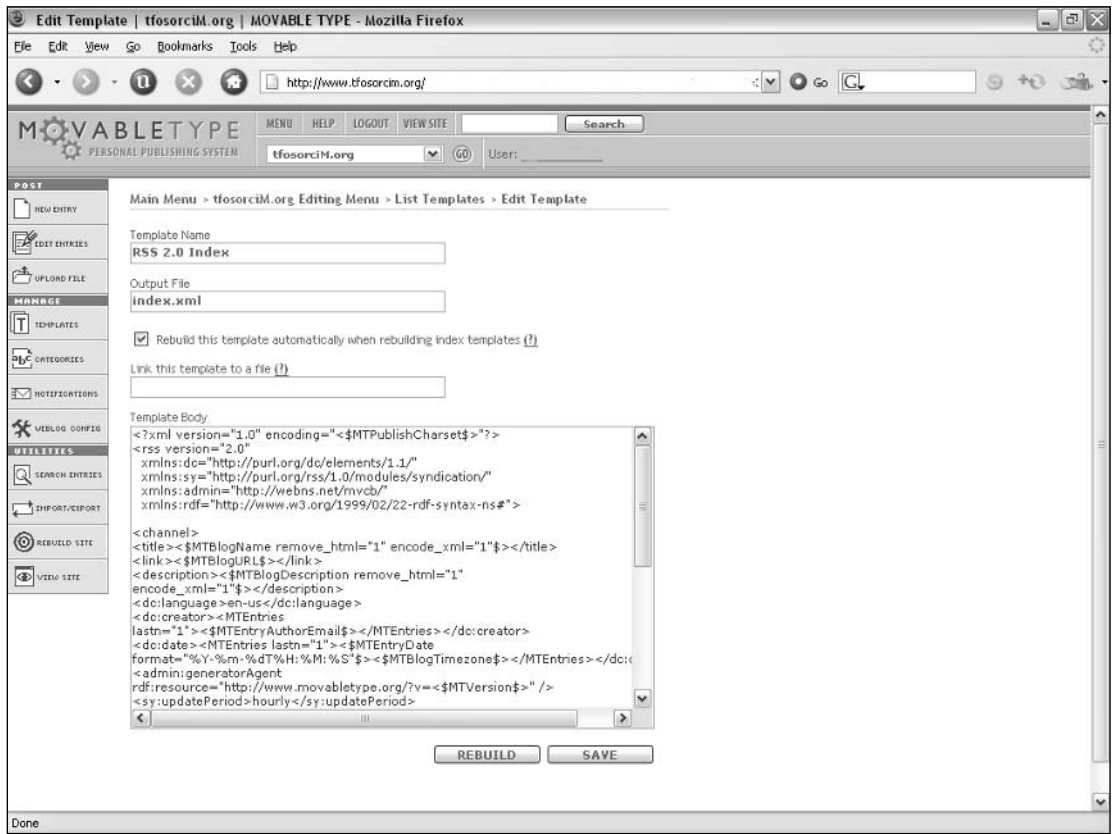 Edit Template | tfosorciM.org | MOVABLE TYPE - Mozilla Firefox
File Edit View Go Bookmarks Tools Help
http://www.tfosorcim.org/
Go
G
MOVABLETYPE
PERSONAL PUBLISHING SYSTEM
MENU HELP LOGOUT VIEW SITE
Search
tfosorciM.org
GO
User:
POST
NEW ENTRY
EDIT ENTRIES
UPLOAD FILE
MANAGE
TEMPLATES
CATEGORIES
NOTIFICATIONS
WEBLOG CONFIG
UTILITIES
SEARCH ENTRIES
IMPORT/EXPORT
REBUILD SITE
VIEW SITE
Main Menu > tfosorciM.org Editing Menu > List Templates > Edit Template
Template Name
RSS 2.0 Index
Output File
index.xml
Rebuild this template automatically when rebuilding index templates (?)
Link this template to a file (?)
Template Body
<?xml version="1.0" encoding="<$MTPublishCharset$>"?>
<rss version="2.0"
xmlns:dc="http://purl.org/dc/elements/1.1/"
xmlns:sy="http://purl.org/rss/1.0/modules/syndication/"
xmlns:admin="http://webns.net/mvcb/"
xmlns:rdf="http://www.w3.org/1999/02/22-rdf-syntax-ns#">
<channel>
<title><$MTBlogName remove_html="1" encode_xml="1"$></title>
<link><$MTBlogURL$></link>
<description><$MTBlogDescription remove_html="1"
encode_xml="1"$></description>
<dc:language>en-us</dc:language>
<dc:creator><MTEntries
lastn="1"><$MTEntryAuthorEmail$></MTEntries></dc:creator>
<dc:date><MTEntries lastn="1"><$MTEntryDate
format="%Y-%m-%dT%H:%M:%S"$><$MTBlogTimezone$></MTEntries></dc:
<admin:generatorAgent
rdf:resource="http://www.movabletype.org/?v=<$MTVersion$>" />
<sy:updatePeriod>hourly</sy:updatePeriod>
REBUILD
SAVE
Done